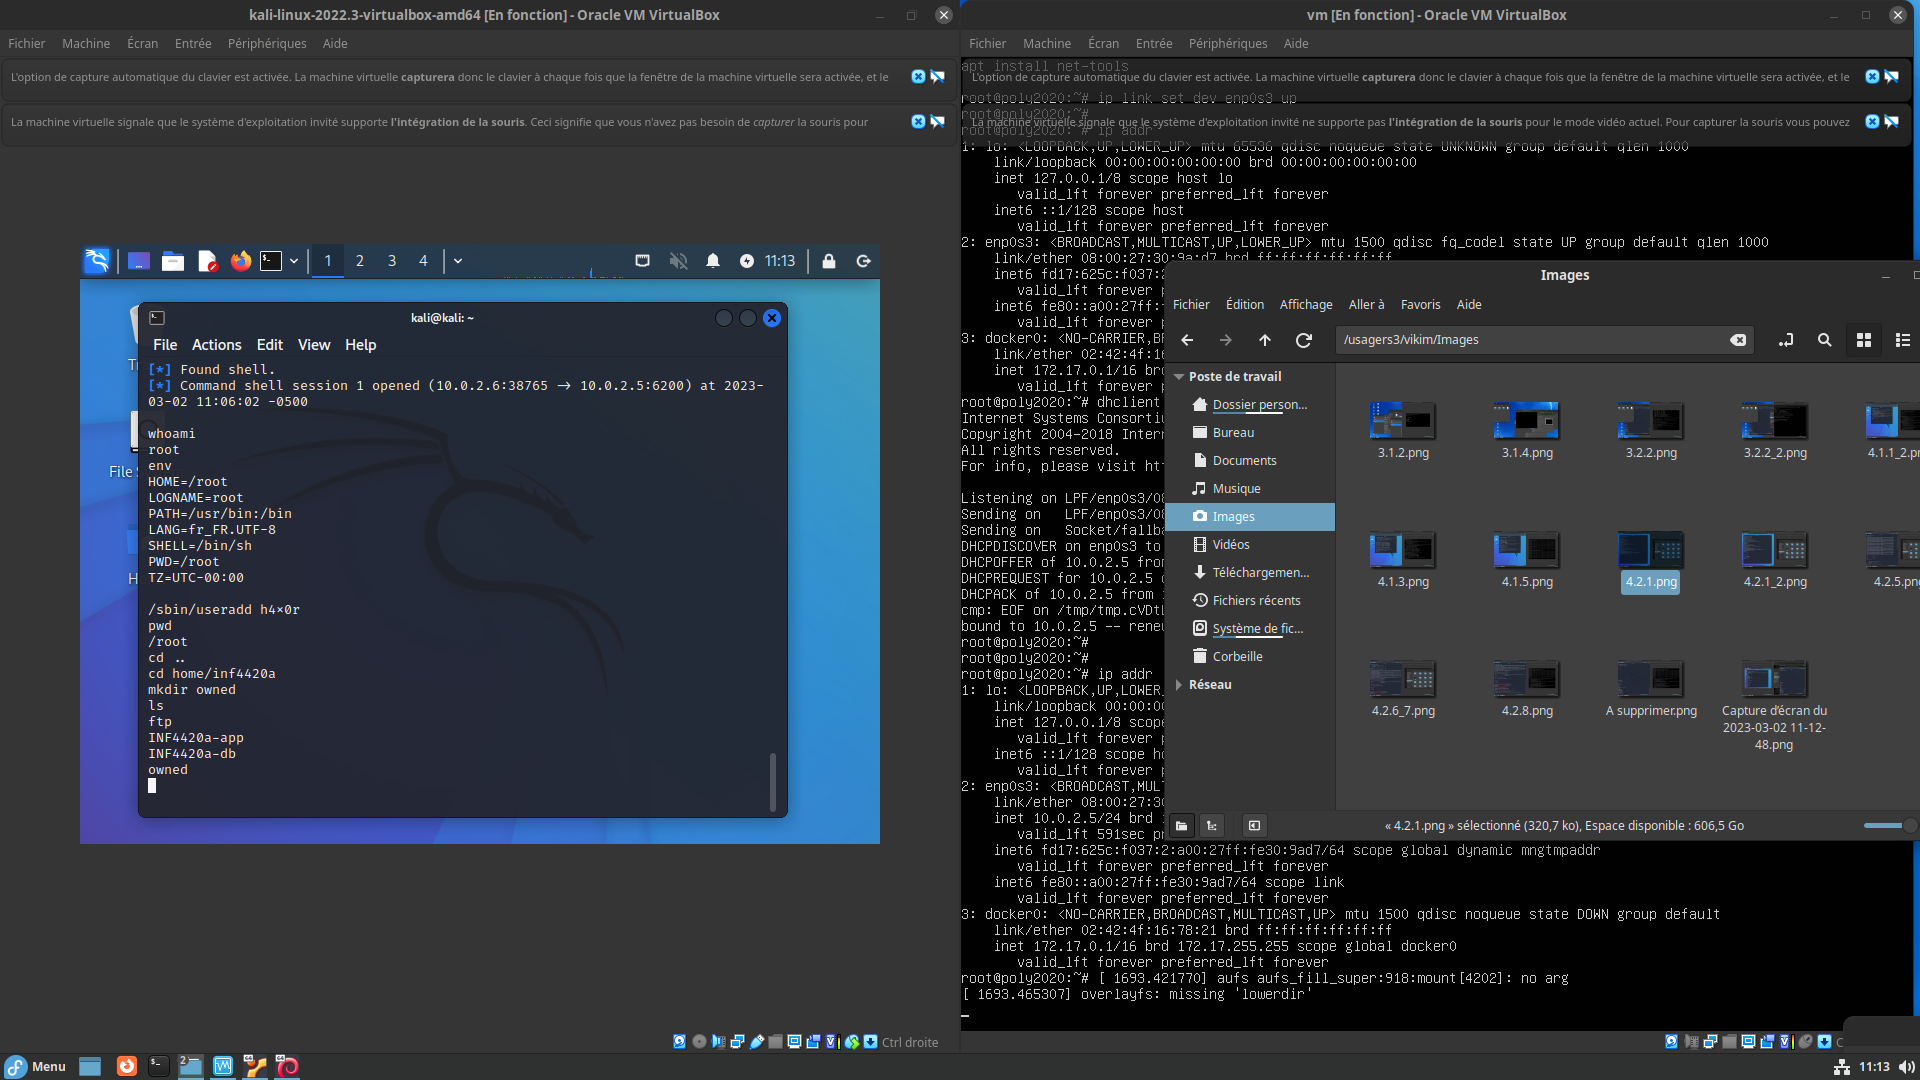 kali-linux-2022.3-virtualbox-amd64 [En fonction] - Oracle VM VirtualBox
Fichier Machine Écran Entrée Périphériques Aide
L'option de capture automatique du clavier est activée. La machine virtuelle capturera donc le clavier à chaque fois que la fenêtre de la machine virtuelle sera activée, et le
La machine virtuelle signale que le système d'exploitation invité supporte l'intégration de la souris. Ceci signifie que vous n'avez pas besoin de capturer la souris pour
1 2 3 4 11:13
kali@kali: ~
File Actions Edit View Help
[*] Found shell.
[*] Command shell session 1 opened (10.0.2.6:38765 → 10.0.2.5:6200) at 2023-
03-02 11:06:02 -0500
whoami
root
env
HOME=/root
LOGNAME=root
PATH=/usr/bin:/bin
LANG=fr_FR.UTF-8
SHELL=/bin/sh
PWD=/root
TZ=UTC-00:00
/sbin/useradd h4×0r
pwd
/root
cd ..
cd home/inf4420a
mkdir owned
ls
ftp
INF4420a-app
INF4420a-db
owned
File
Ctrl droite
vm [En fonction] - Oracle VM VirtualBox
Fichier Machine Écran Entrée Périphériques Aide
apt install net-tools
L'option de capture automatique du clavier est activée. La machine virtuelle capturera donc le clavier à chaque fois que la fenêtre de la machine virtuelle sera activée, et le
root@poly2020:~# ip link set dev enp0s3 up
root@poly2020:~#
La machine virtuelle signale que le système d'exploitation invité ne supporte pas l'intégration de la souris pour le mode vidéo actuel. Pour capturer la souris vous pouvez
root@poly2020:~# ip addr
1: lo: <LOOPBACK,UP,LOWER_UP> mtu 65536 qdisc noqueue state UNKNOWN group default qlen 1000
link/loopback 00:00:00:00:00:00 brd 00:00:00:00:00:00
inet 127.0.0.1/8 scope host lo
valid_lft forever preferred_lft forever
inet6 ::1/128 scope host
valid_lft forever preferred_lft forever
2: enp0s3: <BROADCAST,MULTICAST,UP,LOWER_UP> mtu 1500 qdisc fq_codel state UP group default qlen 1000
link/ether 08:00:27:30:9a:d7 brd ff:ff:ff:ff:ff:ff
inet6 fd17:625c:f037:
valid_lft forever
inet6 fe80::a00:27ff:
valid_lft forever
3: docker0: <NO-CARRIER,B
link/ether 02:42:4f:1
inet 172.17.0.1/16 br
valid_lft forever
root@poly2020:~# dhclient
Internet Systems Consorti
Copyright 2004-2018 Inter
All rights reserved.
For info, please visit ht
Listening on LPF/enp0s3/0
Sending on LPF/enp0s3/0
Sending on Socket/fallb
DHCPDISCOVER on enp0s3 to
DHCPOFFER of 10.0.2.5 fro
DHCPREQUEST for 10.0.2.5
DHCPACK of 10.0.2.5 from
cmp: EOF on /tmp/tmp.cVDt
bound to 10.0.2.5 -- rene
root@poly2020:~#
root@poly2020:~#
root@poly2020:~# ip addr
1: lo: <LOOPBACK,UP,LOWER_
link/loopback 00:00:0
inet 127.0.0.1/8 scop
valid_lft forever
inet6 ::1/128 scope h
valid_lft forever
2: enp0s3: <BROADCAST,MUL
link/ether 08:00:27:3
inet 10.0.2.5/24 brd
valid_lft 591sec p
inet6 fd17:625c:f037:2:a00:27ff:fe30:9ad7/64 scope global dynamic mngtmpaddr
valid_lft forever preferred_lft forever
inet6 fe80::a00:27ff:fe30:9ad7/64 scope link
valid_lft forever preferred_lft forever
3: docker0: <NO-CARRIER,BROADCAST,MULTICAST,UP> mtu 1500 qdisc noqueue state DOWN group default
link/ether 02:42:4f:16:78:21 brd ff:ff:ff:ff:ff:ff
inet 172.17.0.1/16 brd 172.17.255.255 scope global docker0
valid_lft forever preferred_lft forever
root@poly2020:~# [ 1693.421770] aufs aufs_fill_super:918:mount[4202]: no arg
[ 1693.465307] overlayfs: missing 'lowerdir'
Images
Fichier Édition Affichage Aller à Favoris Aide
/usagers3/vikim/Images
Poste de travail
Dossier person...
Bureau
Documents
Musique
Images
Vidéos
Téléchargemen...
Fichiers récents
Système de fic...
Corbeille
Réseau
3.1.2.png 3.1.4.png 3.2.2.png 3.2.2_2.png 4.1.1_2.pn
4.1.3.png 4.1.5.png 4.2.1.png 4.2.1_2.png 4.2.5.png
4.2.6_7.png 4.2.8.png A supprimer.png Capture d'écran du
2023-03-02 11-12-
48.png
« 4.2.1.png » sélectionné (320,7 ko), Espace disponible : 606,5 Go
Menu
2
11:13